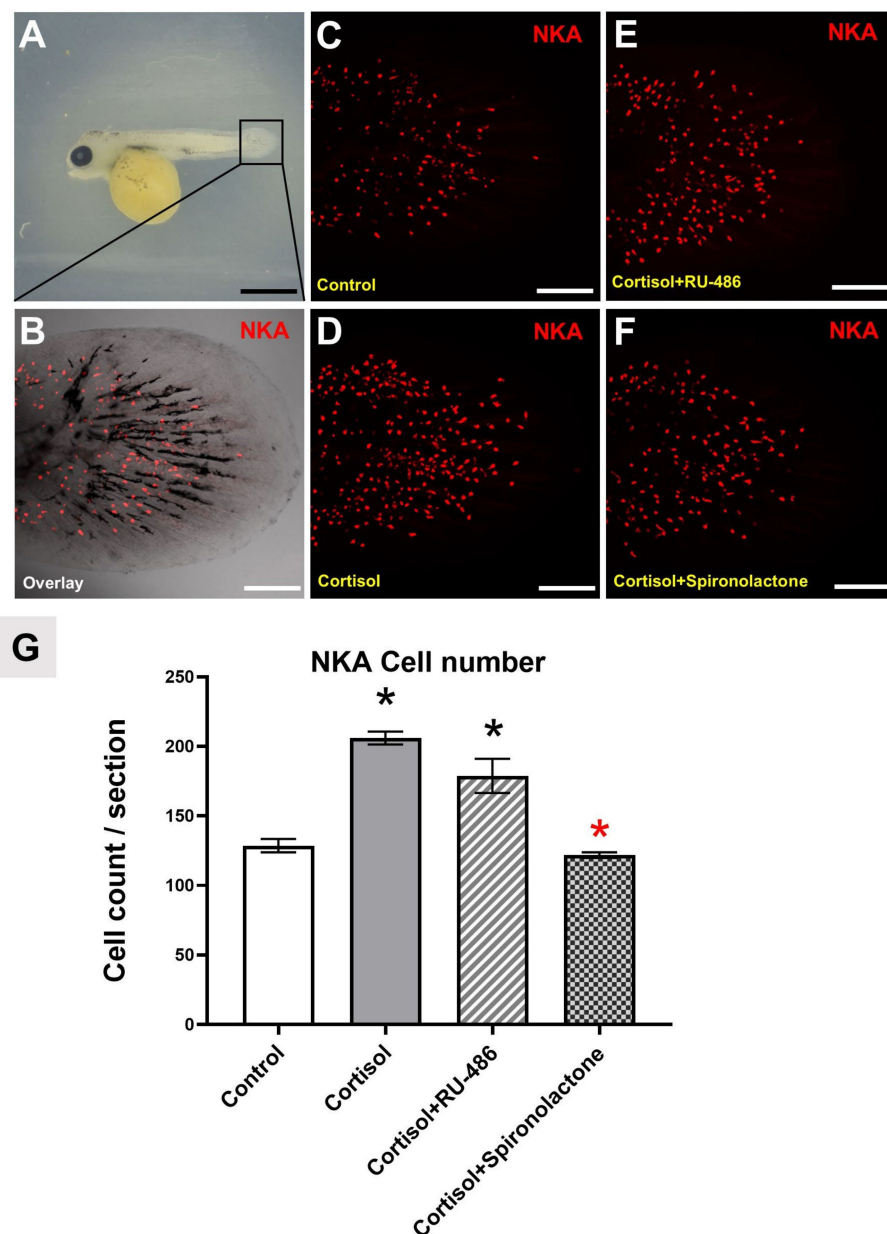 A
B
NKA
Overlay
C
NKA
Control
D
NKA
Cortisol
E
NKA
Cortisol+RU-486
F
NKA
Cortisol+Spironolactone
G
NKA Cell number
Cell count / section
250
200
150
100
50
0
*
*
*
Control
Cortisol
Cortisol+RU-486
Cortisol+Spironolactone